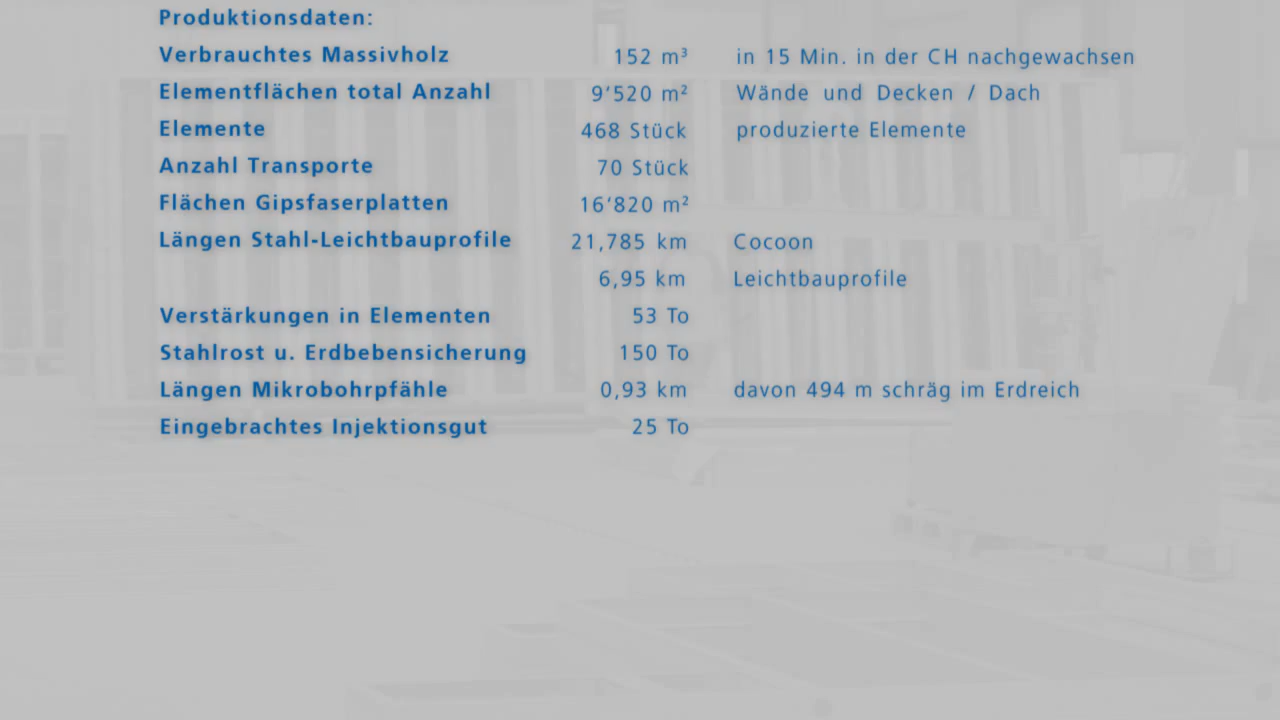 Produktionsdaten:
Verbrauchtes Massivholz 152 m³ in 15 Min. in der CH nachgewachsen
Elementflächen total Anzahl 9‘520 m² Wände und Decken / Dach
Elemente 468 Stück produzierte Elemente
Anzahl Transporte 70 Stück
Flächen Gipsfaserplatten 16‘820 m²
Längen Stahl-Leichtbauprofile 21,785 km Cocoon
6,95 km Leichtbauprofile
Verstärkungen in Elementen 53 To
Stahlrost u. Erdbebensicherung 150 To
Längen Mikrobohrpfähle 0,93 km davon 494 m schräg im Erdreich
Eingebrachtes Injektionsgut 25 To